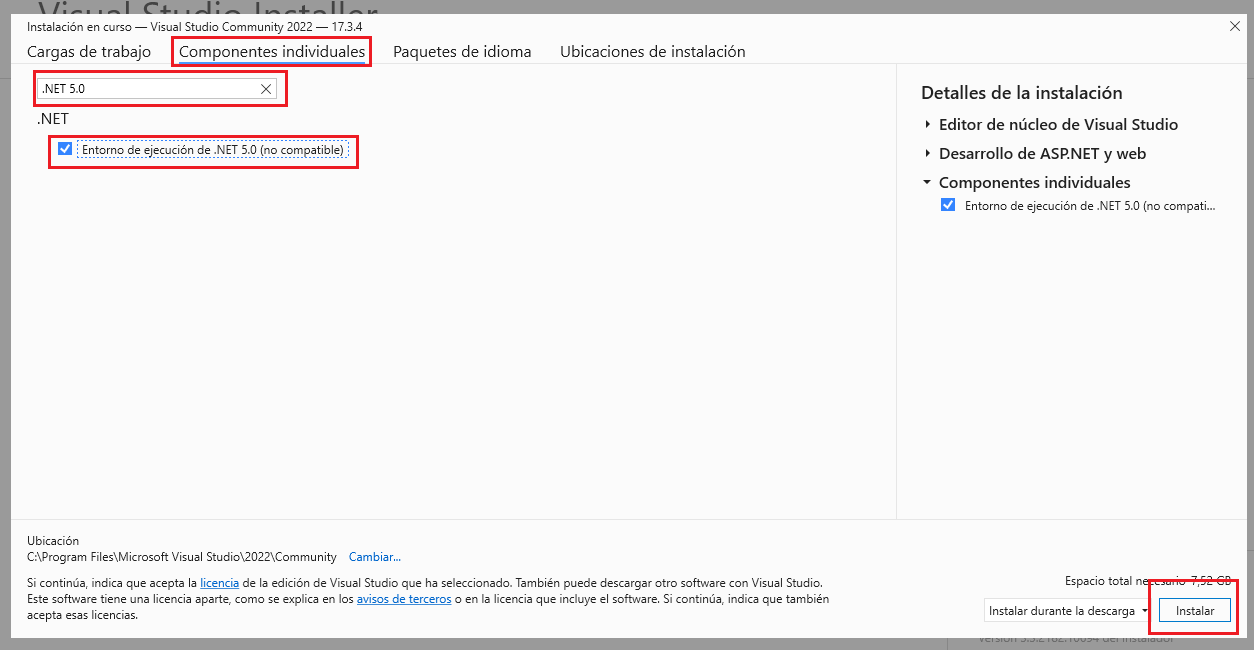 Visual Studio Installer
Instalación en curso — Visual Studio Community 2022 — 17.3.4
Cargas de trabajo
Componentes individuales
Paquetes de idioma
Ubicaciones de instalación
.NET 5.0
.NET
Entorno de ejecución de .NET 5.0 (no compatible)
Detalles de la instalación
Editor de núcleo de Visual Studio
Desarrollo de ASP.NET y web
Componentes individuales
Entorno de ejecución de .NET 5.0 (no compati...
Ubicación
C:\Program Files\Microsoft Visual Studio\2022\Community Cambiar...
Si continúa, indica que acepta la licencia de la edición de Visual Studio que ha seleccionado. También puede descargar otro software con Visual Studio.
Este software tiene una licencia aparte, como se explica en los avisos de terceros o en la licencia que incluye el software. Si continúa, indica que también
acepta esas licencias.
Espacio total necesario 7,52 GB
Instalar durante la descarga
Instalar
del instalador